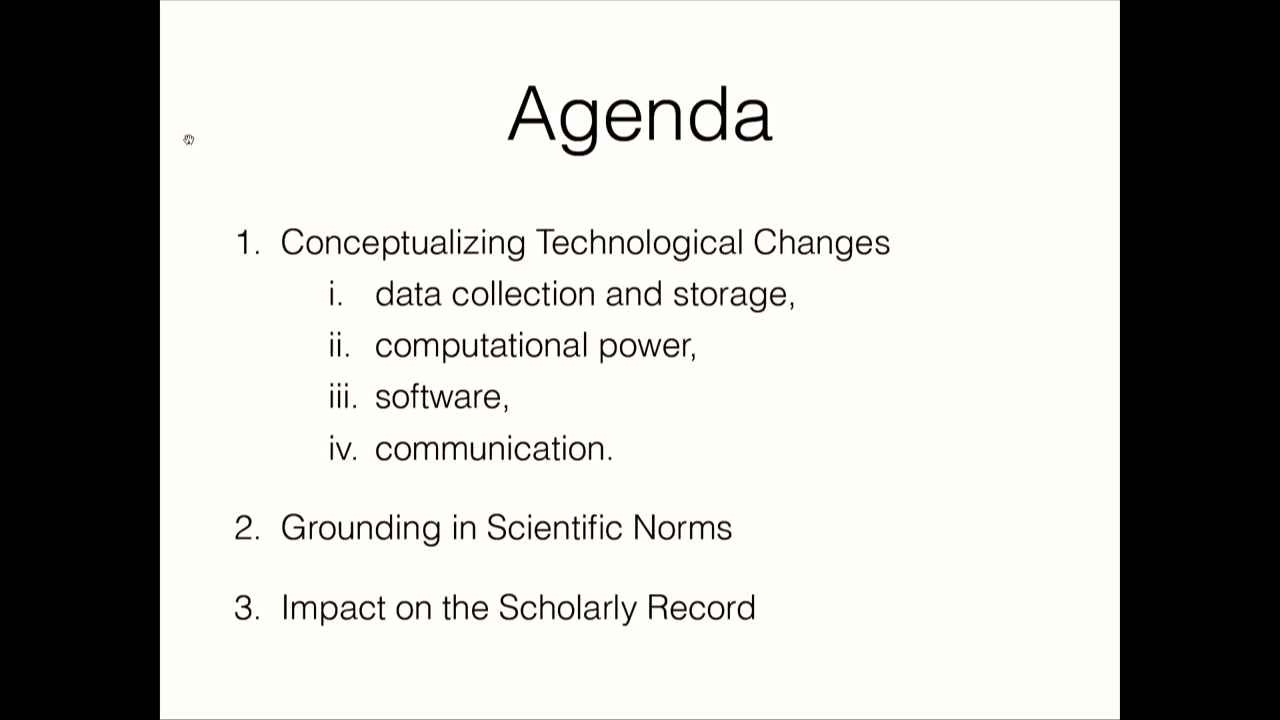 Agenda
1. Conceptualizing Technological Changes
i. data collection and storage,
ii. computational power,
iii. software,
iv. communication.
2. Grounding in Scientific Norms
3. Impact on the Scholarly Record